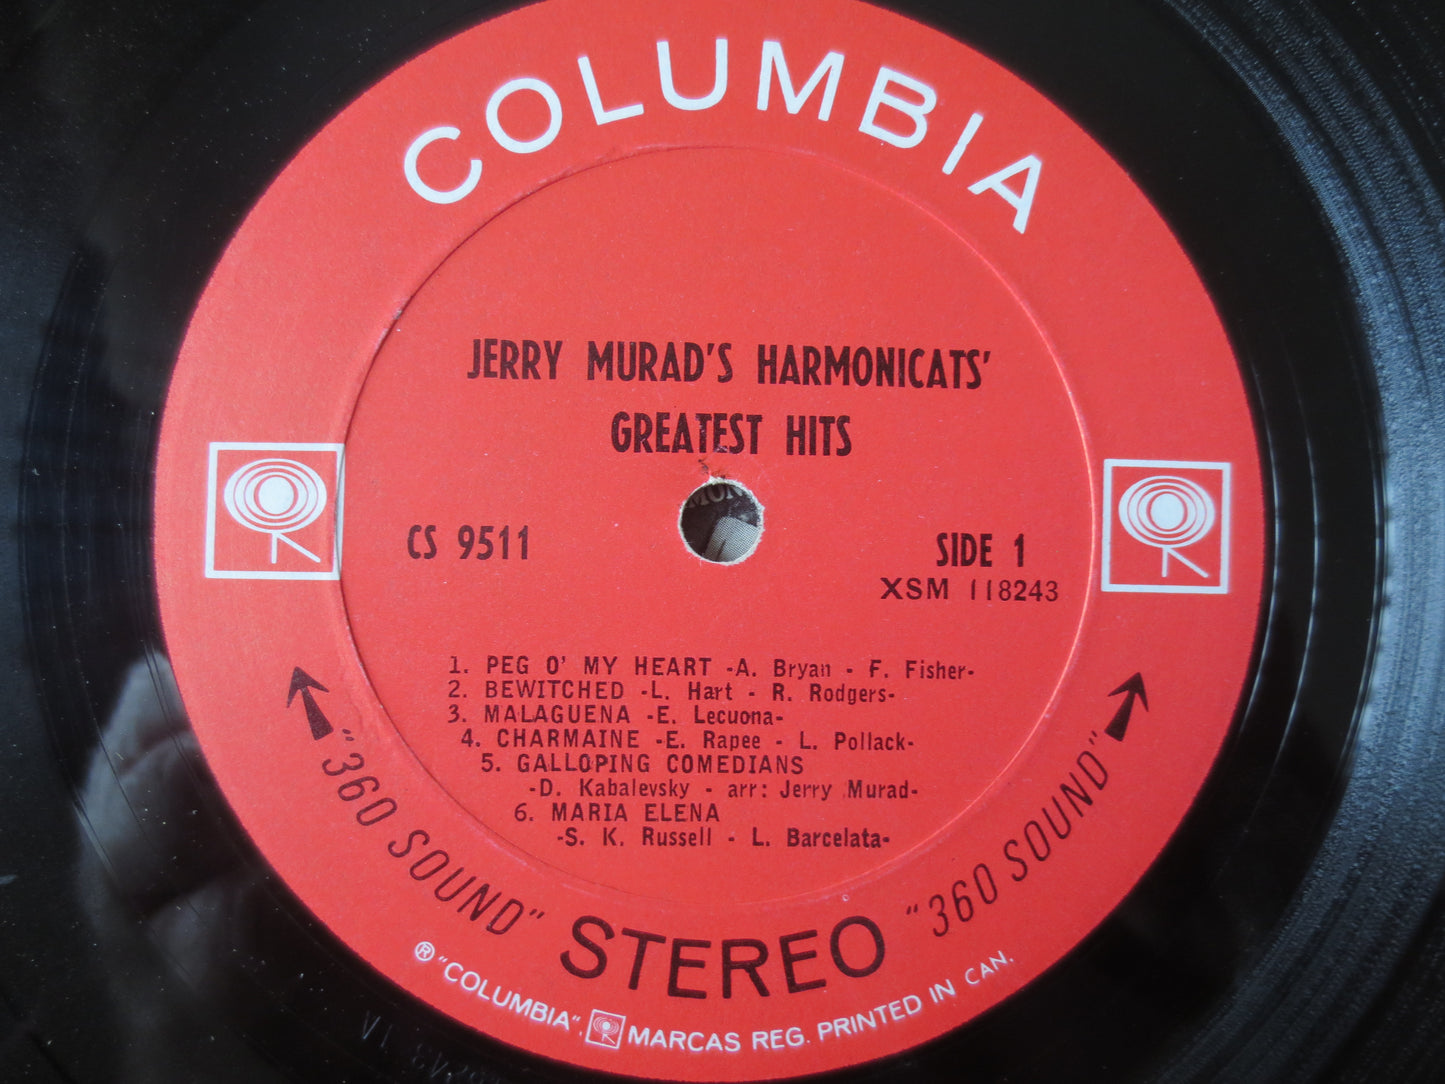 COLUMBIA
JERRY MURAD'S HARMONICATS'
GREATEST HITS
CS 9511
SIDE 1
XSM 118243
1. PEG O' MY HEART -A. Bryan - F. Fisher-
2. BEWITCHED -L. Hart - R. Rodgers-
3. MALAGUENA -E. Lecuona-
4. CHARMAINE -E. Rapee - L. Pollack-
5. GALLOPING COMEDIANS
-D. Kabalevsky - arr: Jerry Murad-
6. MARIA ELENA
-S. K. Russell - L. Barcelata-
"360 SOUND" STEREO "360 SOUND"
® "COLUMBIA", MARCAS REG. PRINTED IN CAN.